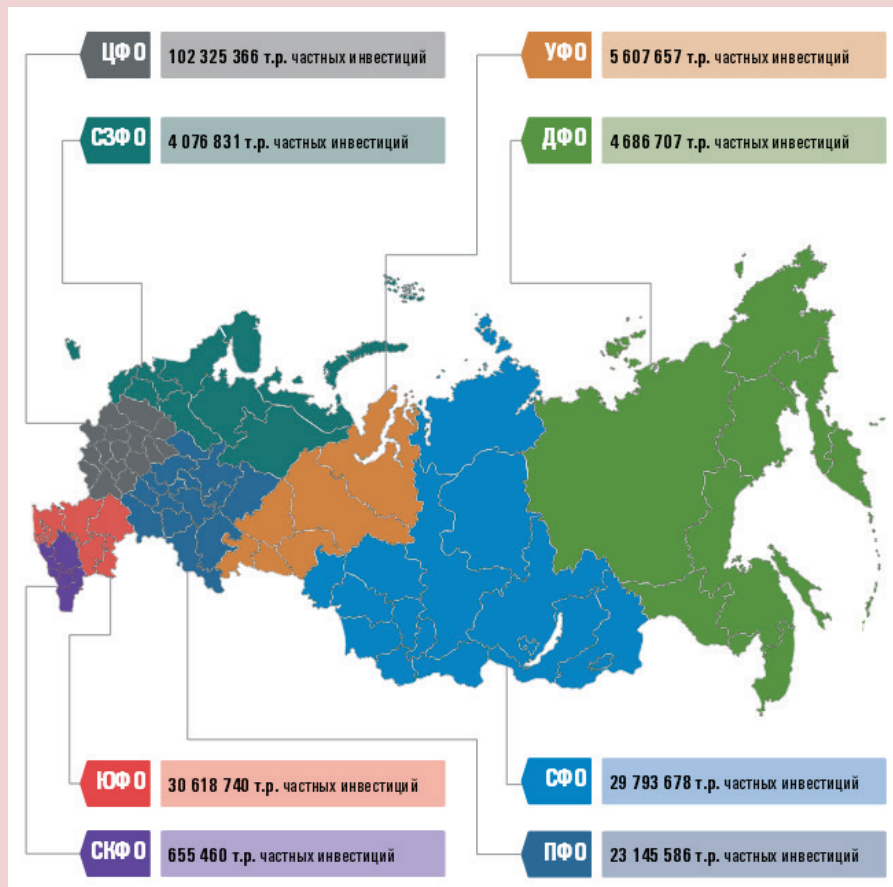 ЦФО 102 325 366 т.р. частных инвестиций
УФО 5 607 657 т.р. частных инвестиций
СЗФО 4 076 831 т.р. частных инвестиций
ДФО 4 686 707 т.р. частных инвестиций
ЮФО 30 618 740 т.р. частных инвестиций
СФО 29 793 678 т.р. частных инвестиций
СКФО 655 460 т.р. частных инвестиций
ПФО 23 145 586 т.р. частных инвестиций